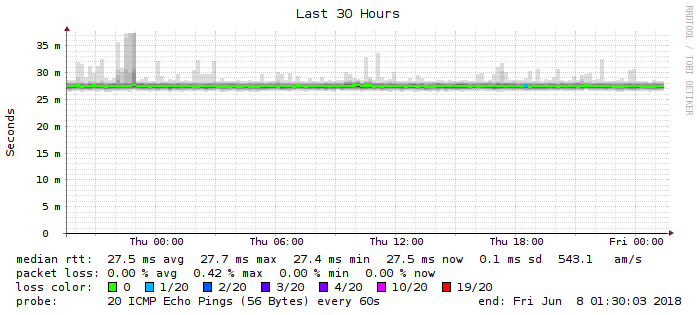 Last 30 Hours
RRDTOOL / TOBI OETIKER
Seconds
35 m
30 m
25 m
20 m
15 m
10 m
5 m
0
Thu 00:00 Thu 06:00 Thu 12:00 Thu 18:00 Fri 00:00
median rtt: 27.5 ms avg 27.7 ms max 27.4 ms min 27.5 ms now 0.1 ms sd 543.1 am/s
packet loss: 0.00 % avg 0.42 % max 0.00 % min 0.00 % now
loss color: 0 1/20 2/20 3/20 4/20 10/20 19/20
probe: 20 ICMP Echo Pings (56 Bytes) every 60s end: Fri Jun 8 01:30:03 2018